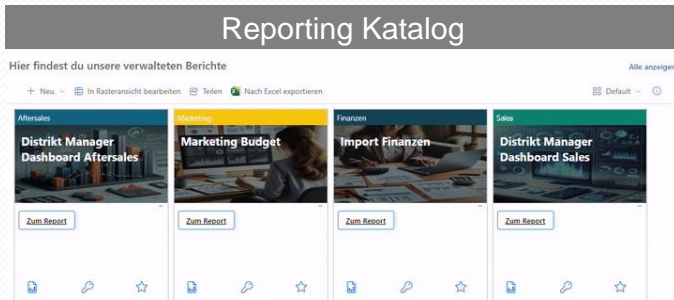 Reporting Katalog
Hier findest du unsere verwalteten Berichte
Alle anzeigen
+ Neu In Rasteransicht bearbeiten Teilen Nach Excel exportieren Default
Aftersales Marketing Finanzen Sales
Distrikt Manager Dashboard Aftersales
Marketing Budget
Import Finanzen
Distrikt Manager Dashboard Sales
Zum Report Zum Report Zum Report Zum Report